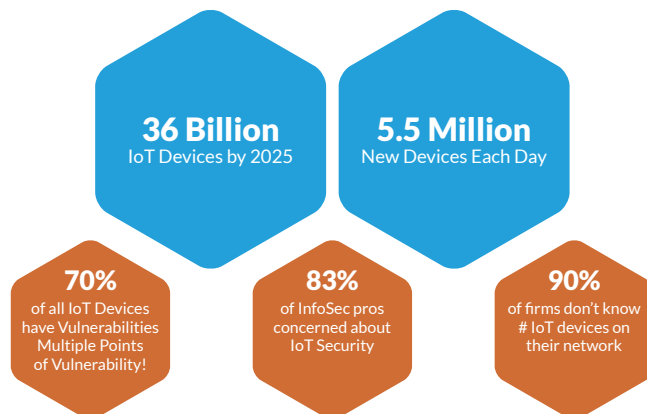 36 Billion
IoT Devices by 2025
5.5 Million
New Devices Each Day
70%
of all IoT Devices
have Vulnerabilities
Multiple Points
of Vulnerability!
83%
of InfoSec pros
concerned about
IoT Security
90%
of firms don't know
# IoT devices on
their network